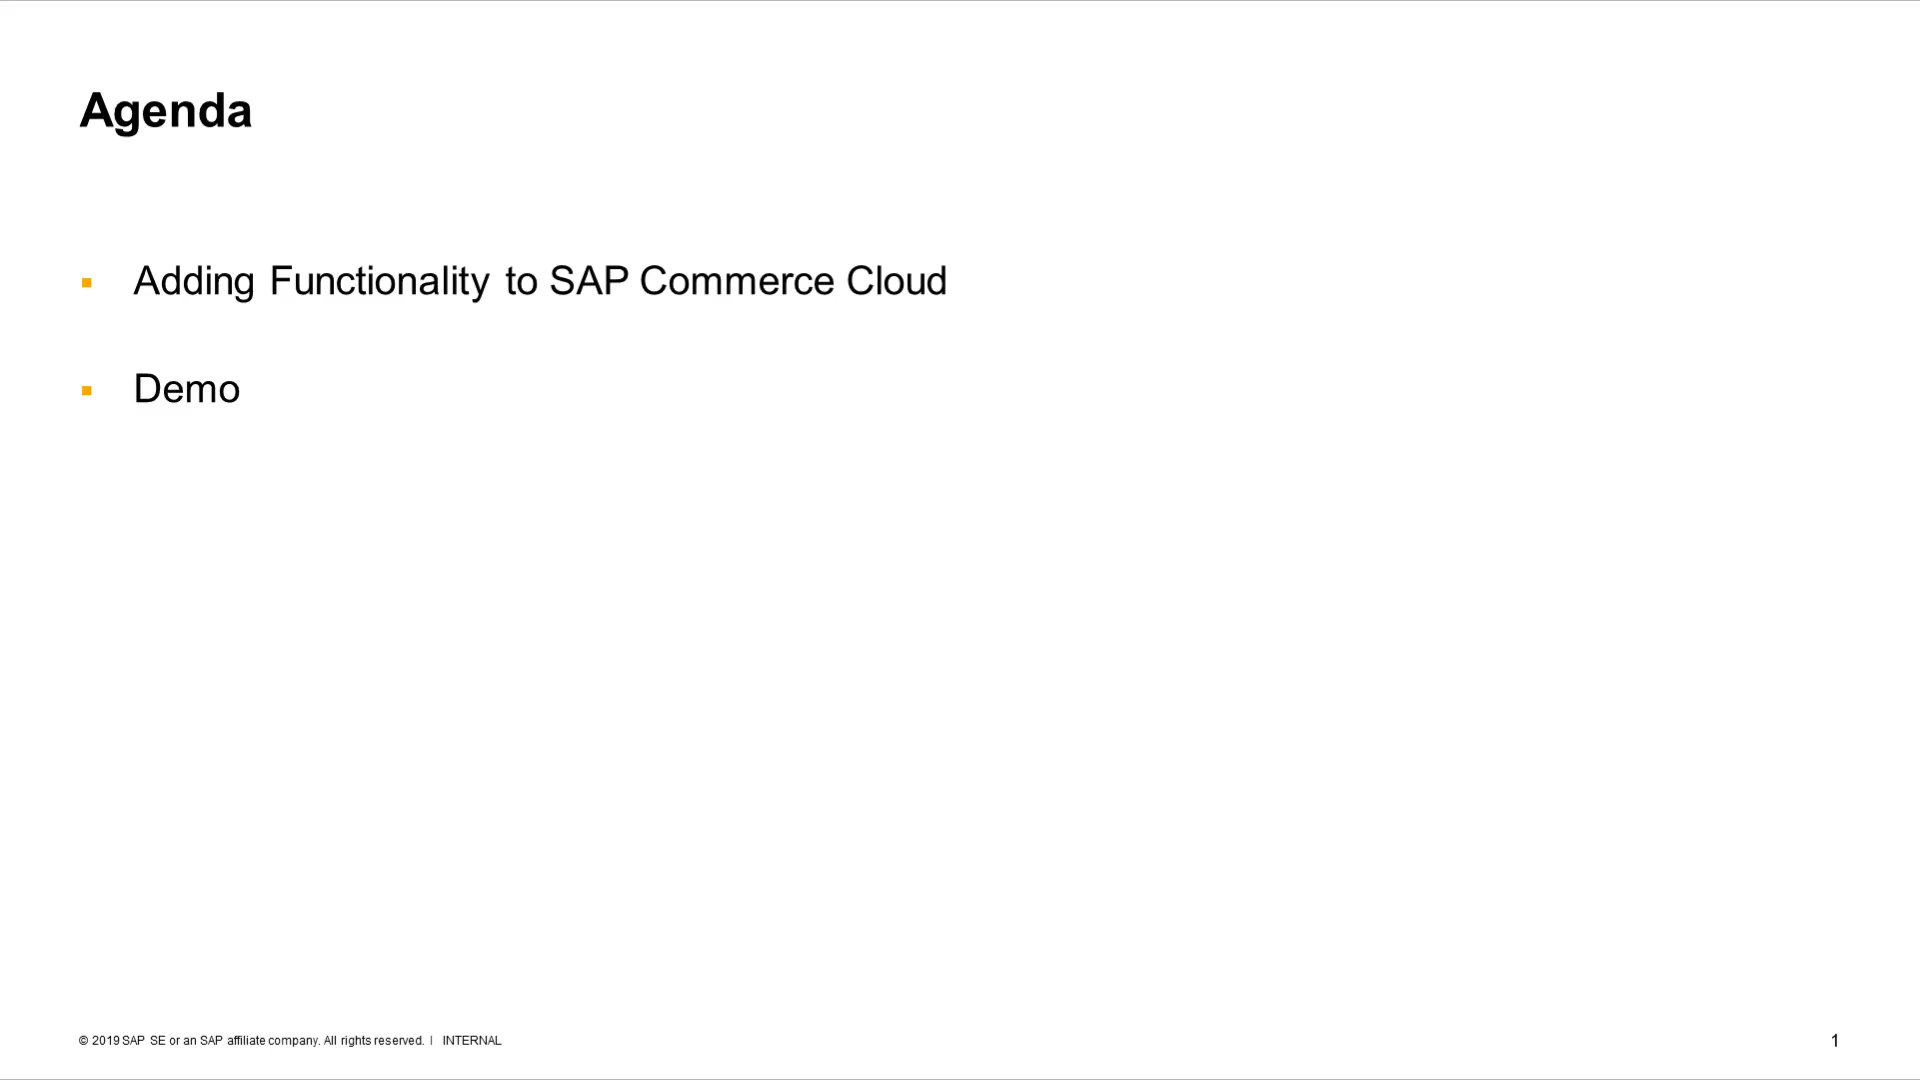 Agenda
▪ Adding Functionality to SAP Commerce Cloud
▪ Demo
© 2019 SAP SE or an SAP affiliate company. All rights reserved. | INTERNAL
1